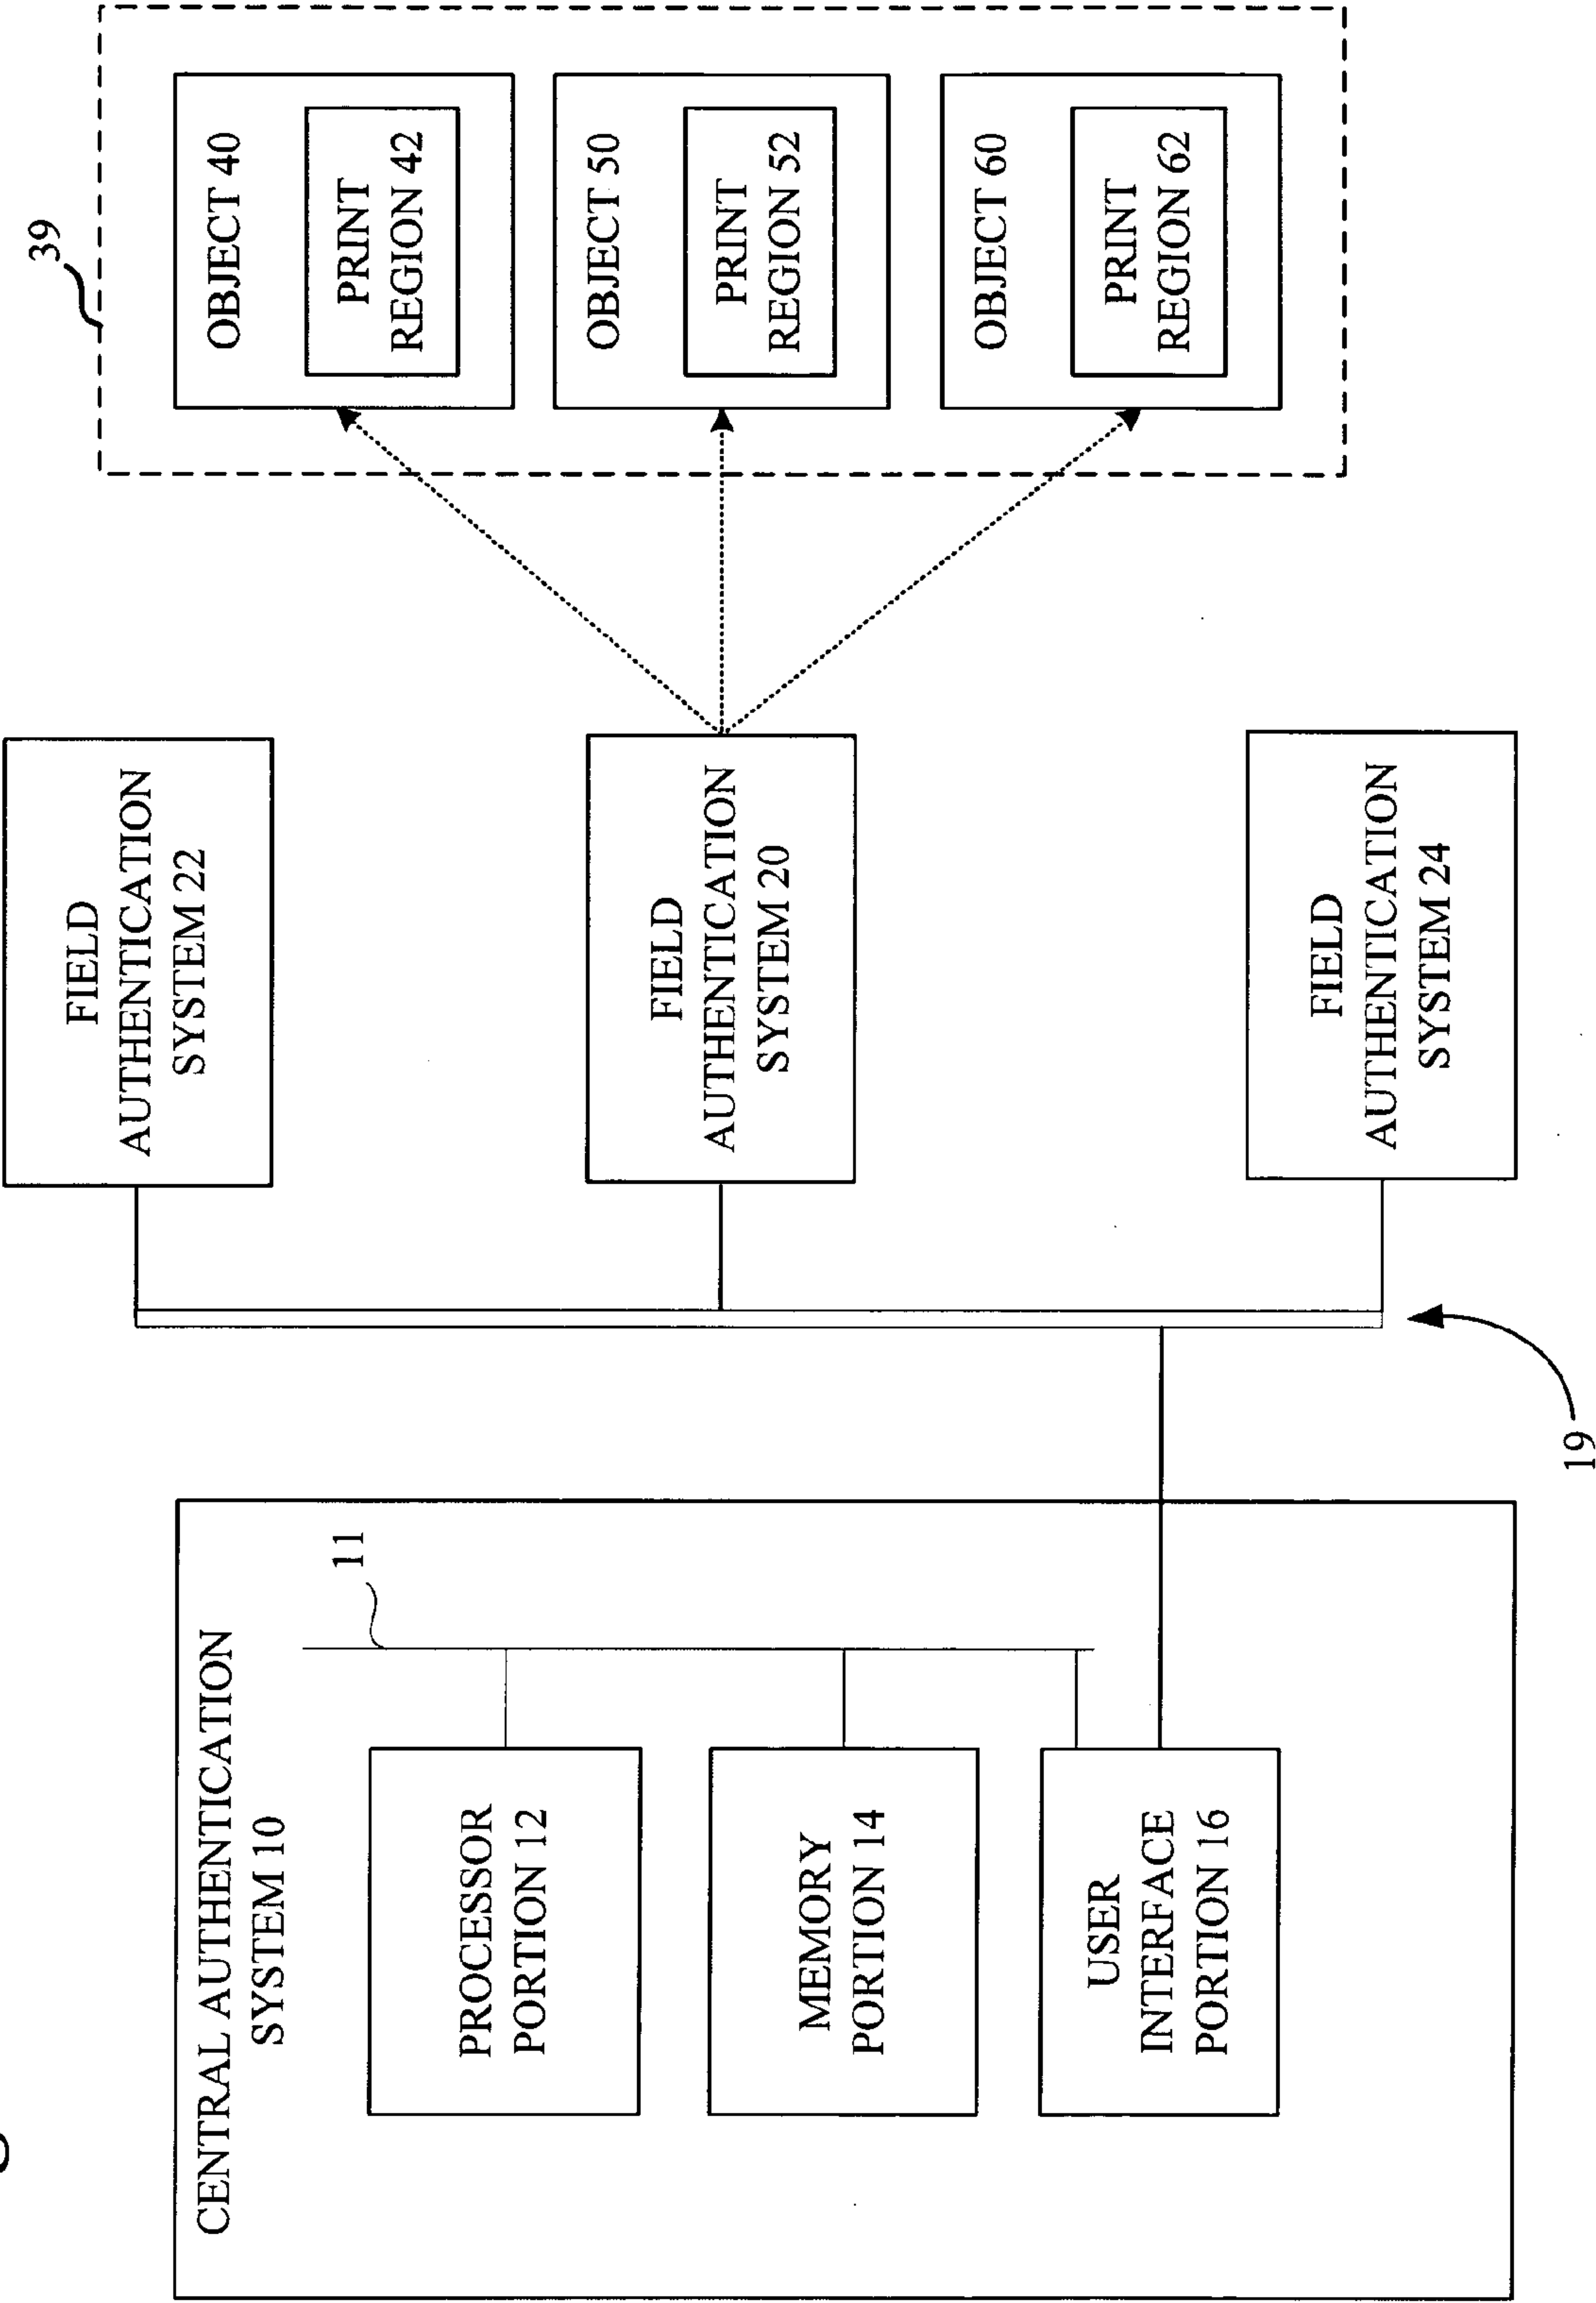 39
OBJECT 40
PRINT
REGION 42
OBJECT 50
PRINT
REGION 52
OBJECT 60
PRINT
REGION 62
FIELD
AUTHENTICATION
SYSTEM 22
FIELD
AUTHENTICATION
SYSTEM 20
FIELD
AUTHENTICATION
SYSTEM 24
19
CENTRAL AUTHENTICATION
SYSTEM 10
11
PROCESSOR
PORTION 12
MEMORY
PORTION 14
USER
INTERFACE
PORTION 16